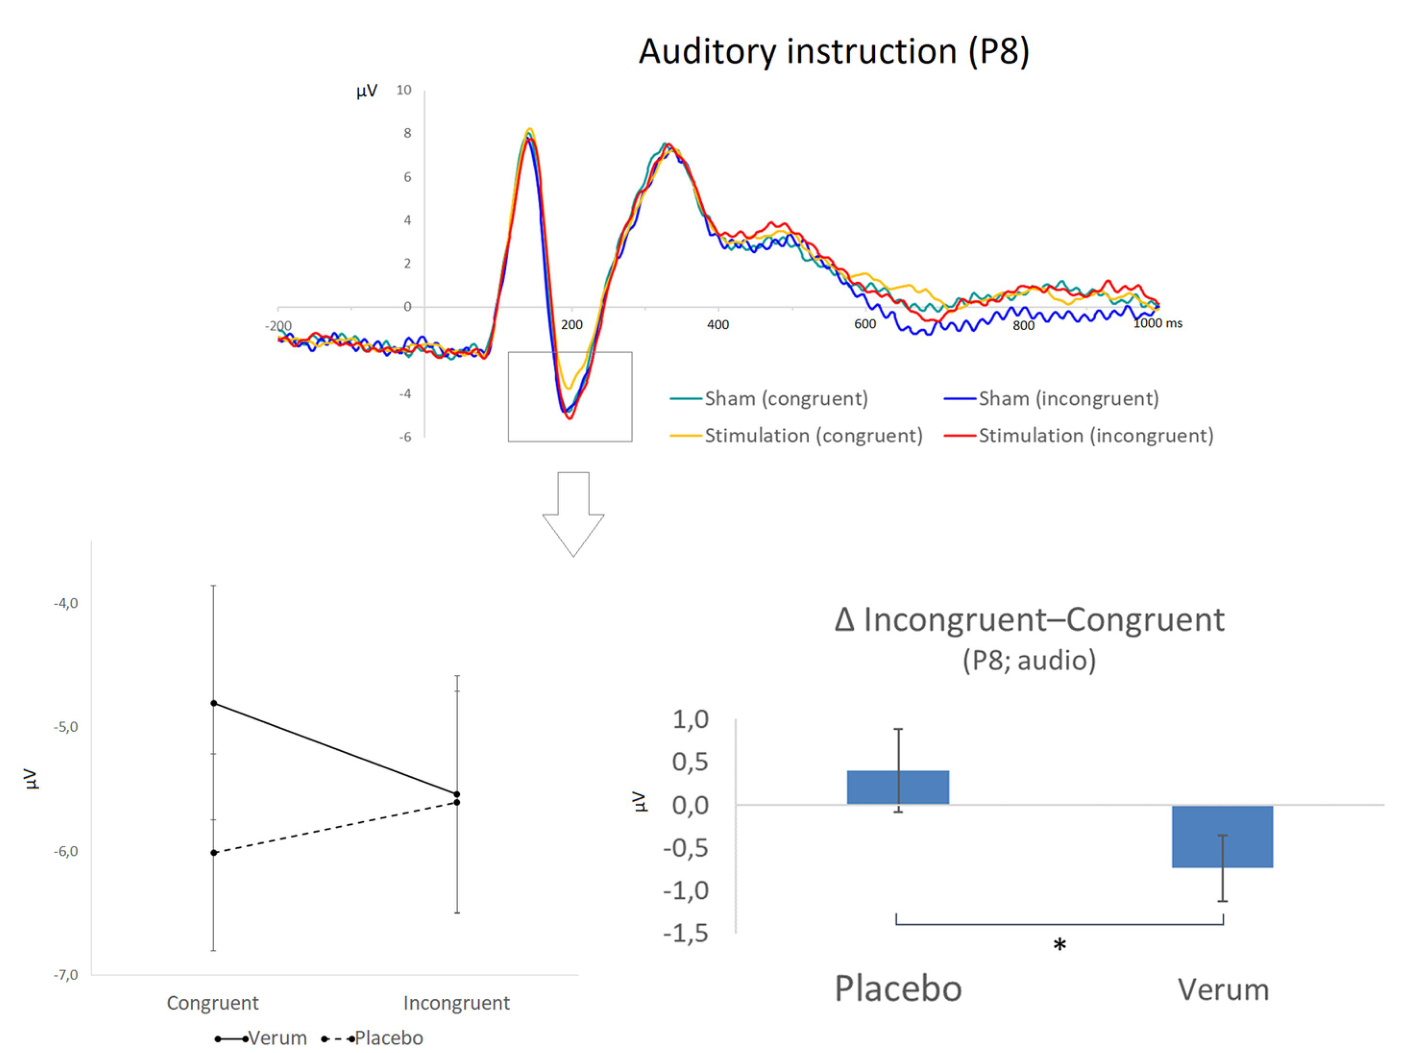 Auditory instruction (P8)
µV
10
8
6
4
2
0
-200
200
400
600
800
1000 ms
-4
-6
Sham (congruent)
Sham (incongruent)
Stimulation (congruent)
Stimulation (incongruent)
-4,0
-5,0
-6,0
-7,0
µV
Congruent
Incongruent
Verum
Placebo
Δ Incongruent–Congruent
(P8; audio)
1,0
0,5
0,0
-0,5
-1,0
-1,5
µV
*
Placebo
Verum